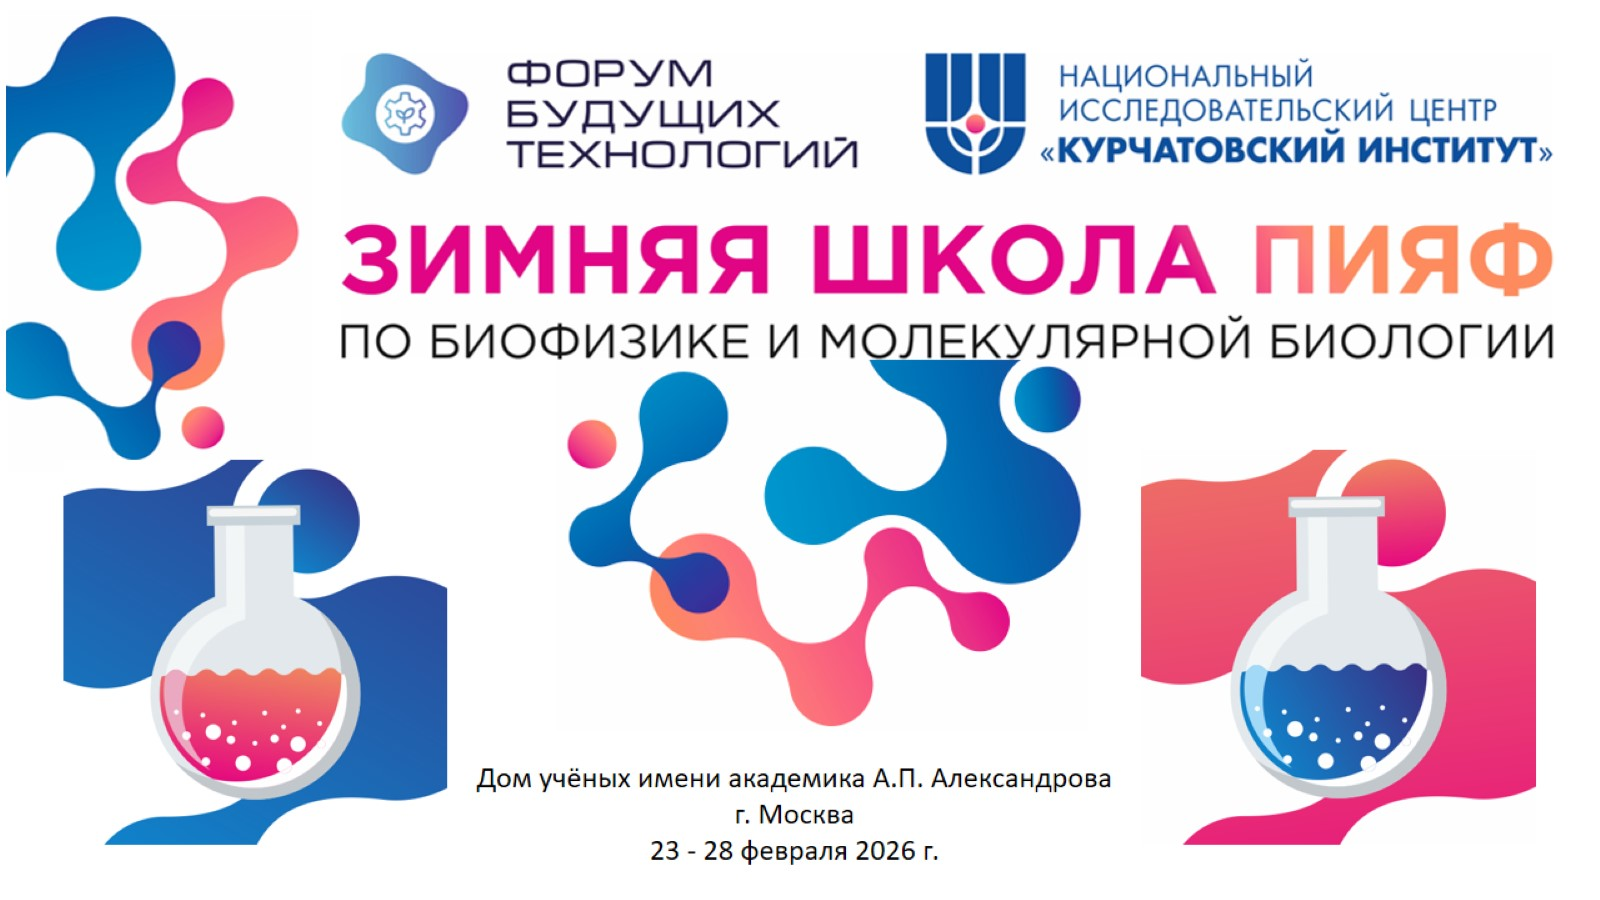 ФОРУМ
БУДУЩИХ
ТЕХНОЛОГИЙ
НАЦИОНАЛЬНЫЙ
ИССЛЕДОВАТЕЛЬСКИЙ ЦЕНТР
«КУРЧАТОВСКИЙ ИНСТИТУТ»
ЗИМНЯЯ ШКОЛА ПИЯФ
ПО БИОФИЗИКЕ И МОЛЕКУЛЯРНОЙ БИОЛОГИИ
Дом учёных имени академика А.П. Александрова
г. Москва
23 - 28 февраля 2026 г.